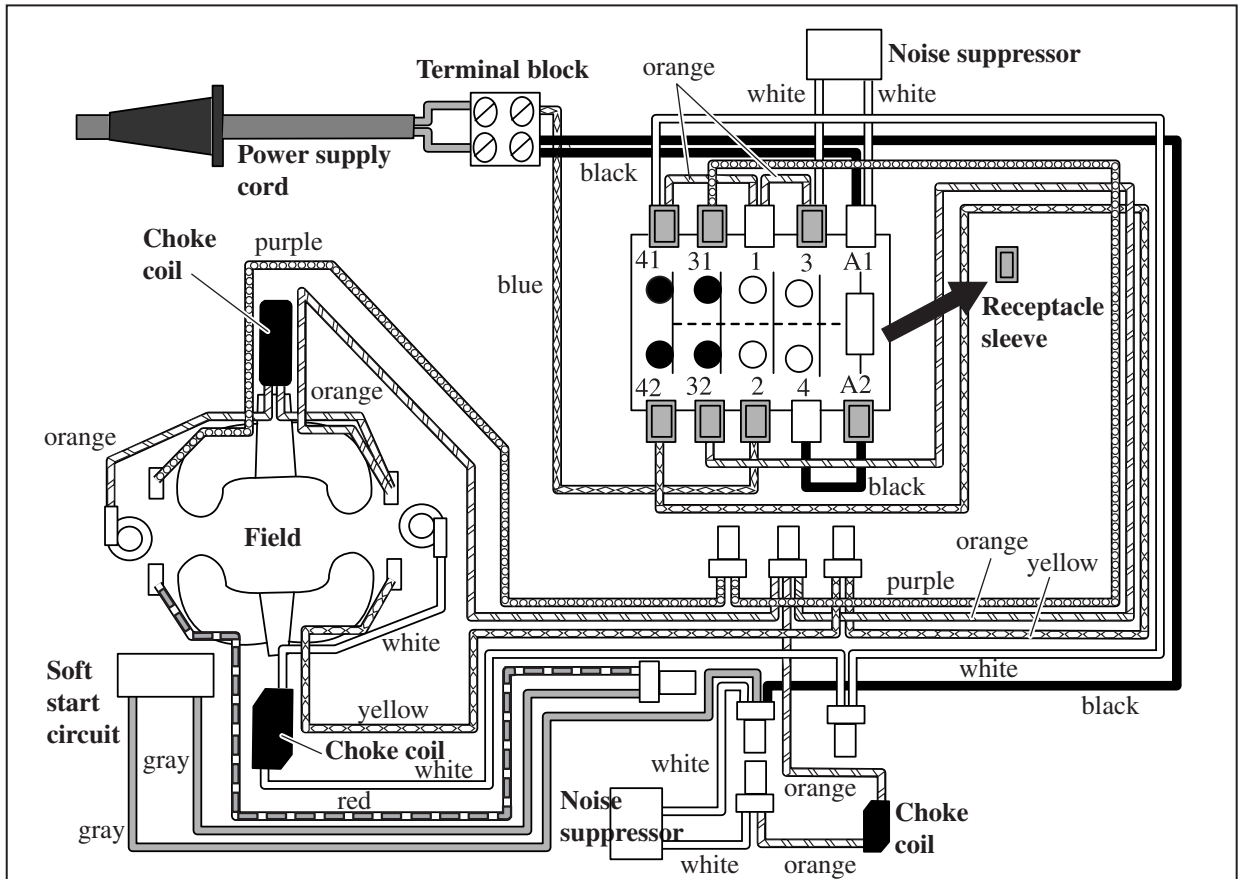 Noise suppressor
orange
Terminal block
white
white
Power supply
cord
black
Choke
coil
purple
41
31
1
3
A1
blue
Receptacle
sleeve
orange
42
32
2
4
A2
orange
black
Field
orange
yellow
purple
orange
white
white
Soft
start
circuit
yellow
black
gray
Choke coil
white
white
red
orange
Noise
suppressor
Choke
coil
gray
white
orange